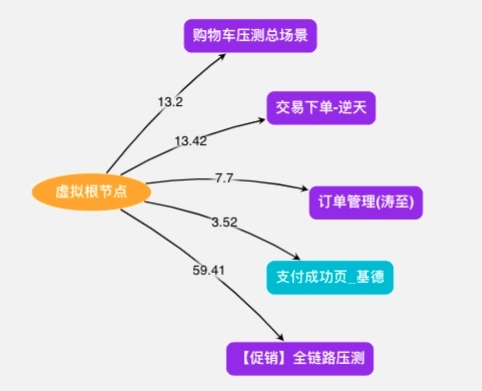 购物车压测总场景
13.2
交易下单-逆天
13.42
虚拟根节点
7.7
订单管理(涛至)
3.52
支付成功页_基德
59.41
【促销】全链路压测